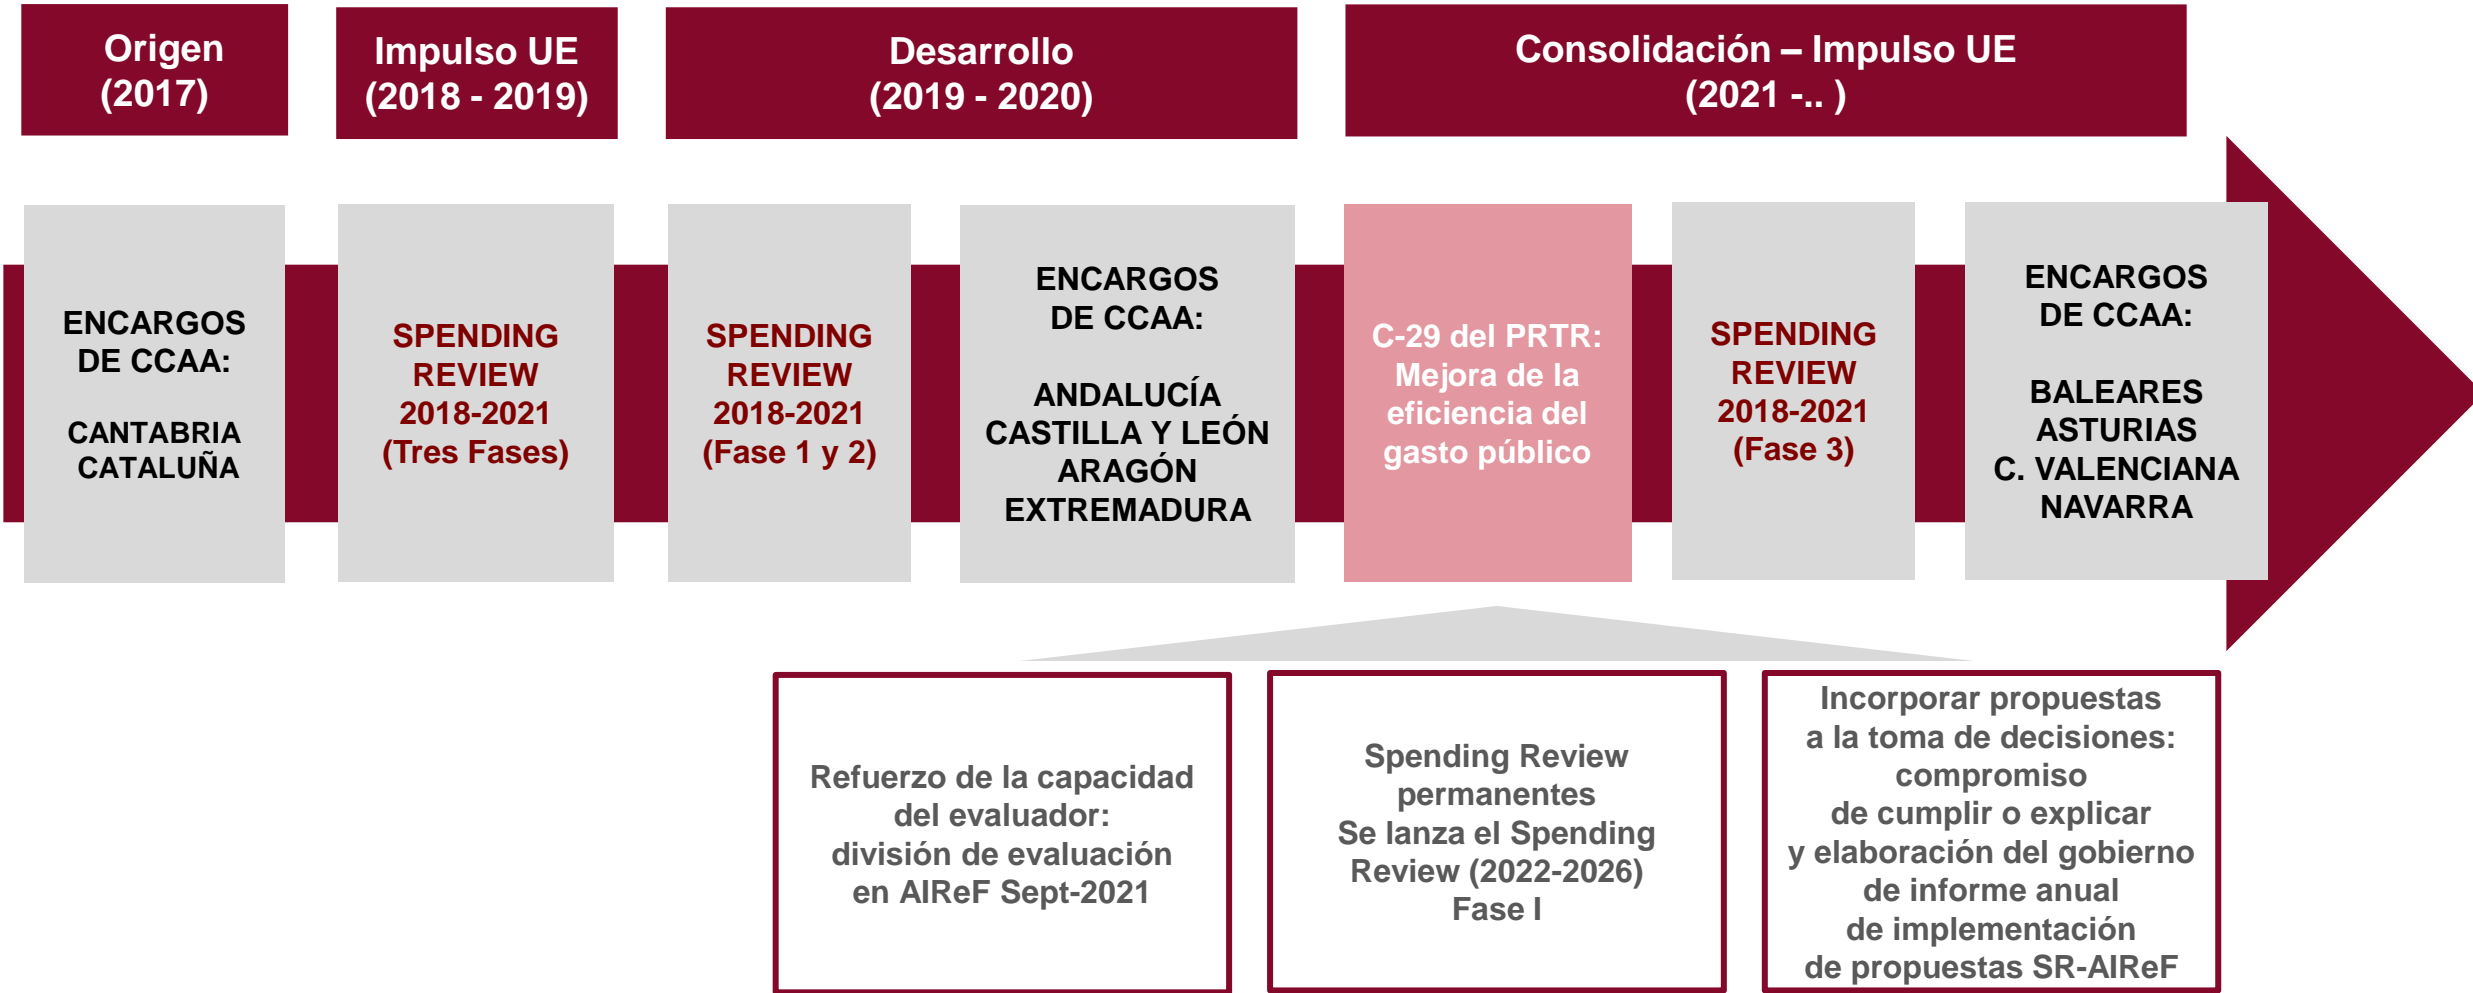 Origen
(2017)
Impulso UE
(2018 - 2019)
Desarrollo
(2019 - 2020)
Consolidación – Impulso UE
(2021 -.. )
ENCARGOS
DE CCAA:
CANTABRIA
CATALUÑA
SPENDING
REVIEW
2018-2021
(Tres Fases)
SPENDING
REVIEW
2018-2021
(Fase 1 y 2)
ENCARGOS
DE CCAA:
ANDALUCÍA
CASTILLA Y LEÓN
ARAGÓN
EXTREMADURA
C-29 del PRTR:
Mejora de la
eficiencia del
gasto público
SPENDING
REVIEW
2018-2021
(Fase 3)
ENCARGOS
DE CCAA:
BALEARES
ASTURIAS
C. VALENCIANA
NAVARRA
Refuerzo de la capacidad
del evaluador:
división de evaluación
en AIReF Sept-2021
Spending Review
permanentes
Se lanza el Spending
Review (2022-2026)
Fase I
Incorporar propuestas
a la toma de decisiones:
compromiso
de cumplir o explicar
y elaboración del gobierno
de informe anual
de implementación
de propuestas SR-AIReF